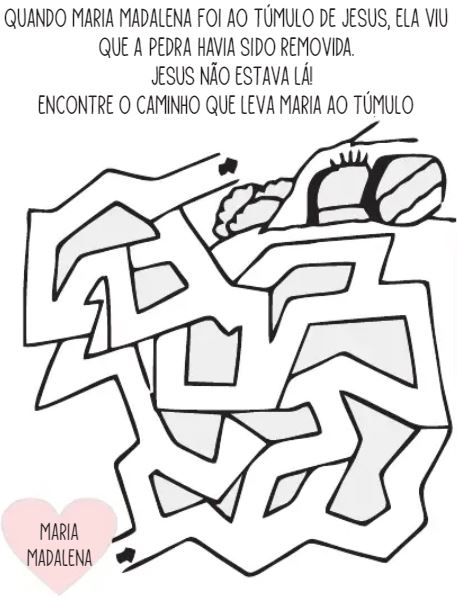 QUANDO MARIA MADALENA FOI AO TÚMULO DE JESUS, ELA VIU
QUE A PEDRA HAVIA SIDO REMOVIDA.
JESUS NÃO ESTAVA LÁ!
ENCONTRE O CAMINHO QUE LEVA MARIA AO TÚMULO
MARIA
MADALENA